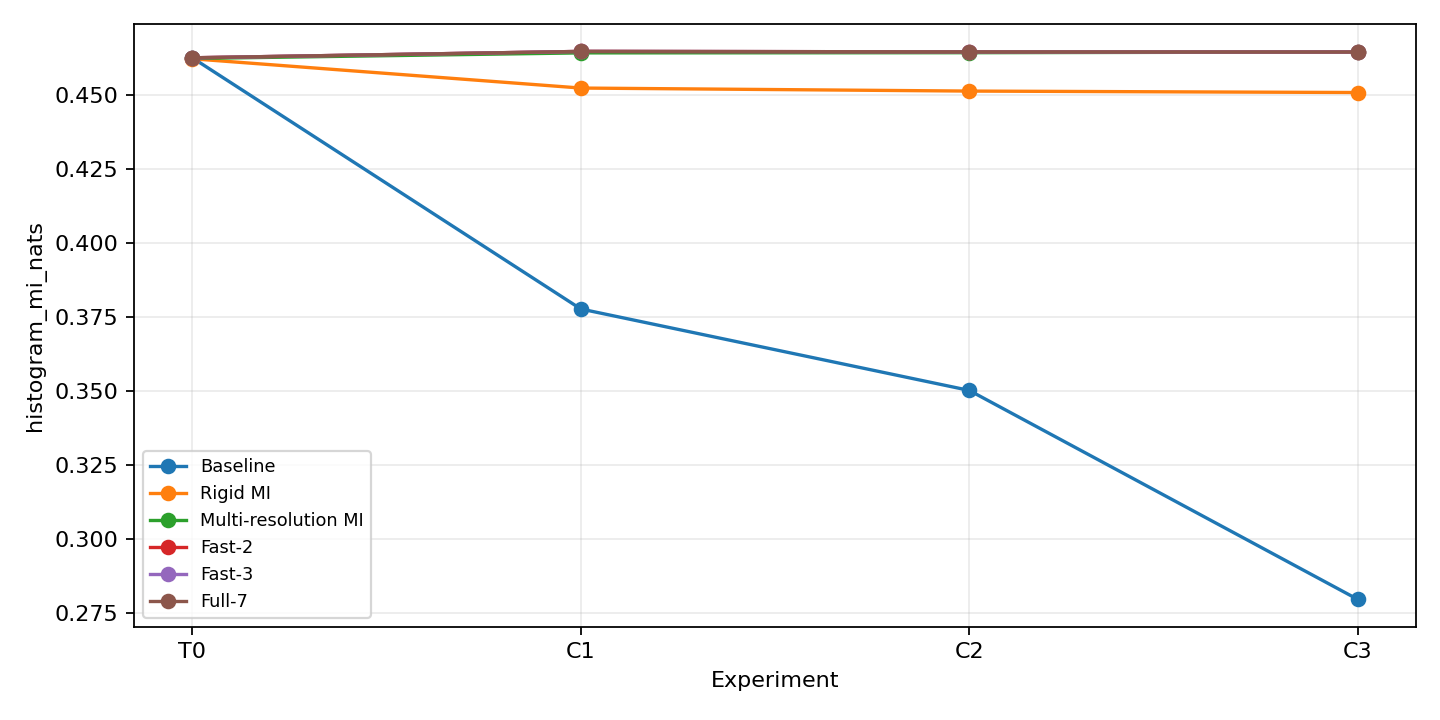 histogram_mi_nats
0.450
0.425
0.400
0.375
0.350
0.325
0.300
0.275
Baseline
Rigid MI
Multi-resolution MI
Fast-2
Fast-3
Full-7
T0 C1 C2 C3
Experiment